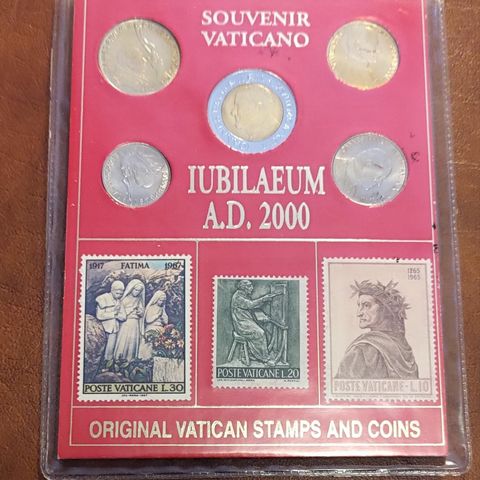 SOUVENIR
VATICANO
IUBILAEUM
A.D. 2000
1917 FATIMA 1967
POSTE VATICANE L.30
POSTE VATICANE L.20
1265
1965
POSTE VATICANE L.10
ORIGINAL VATICAN STAMPS AND COINS